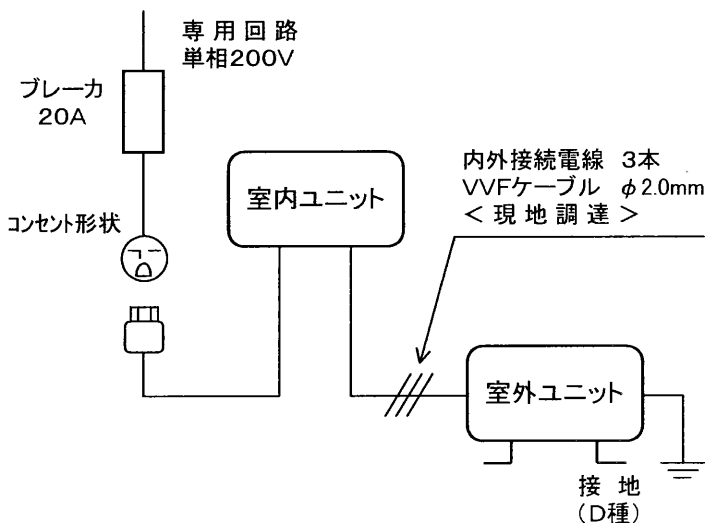 専用回路
単相200V
ブレーカ
20A
コンセント形状
室内ユニット
内外接続電線 3本
VVFケーブル φ2.0mm
<現地調達>
室外ユニット
接地
(D種)